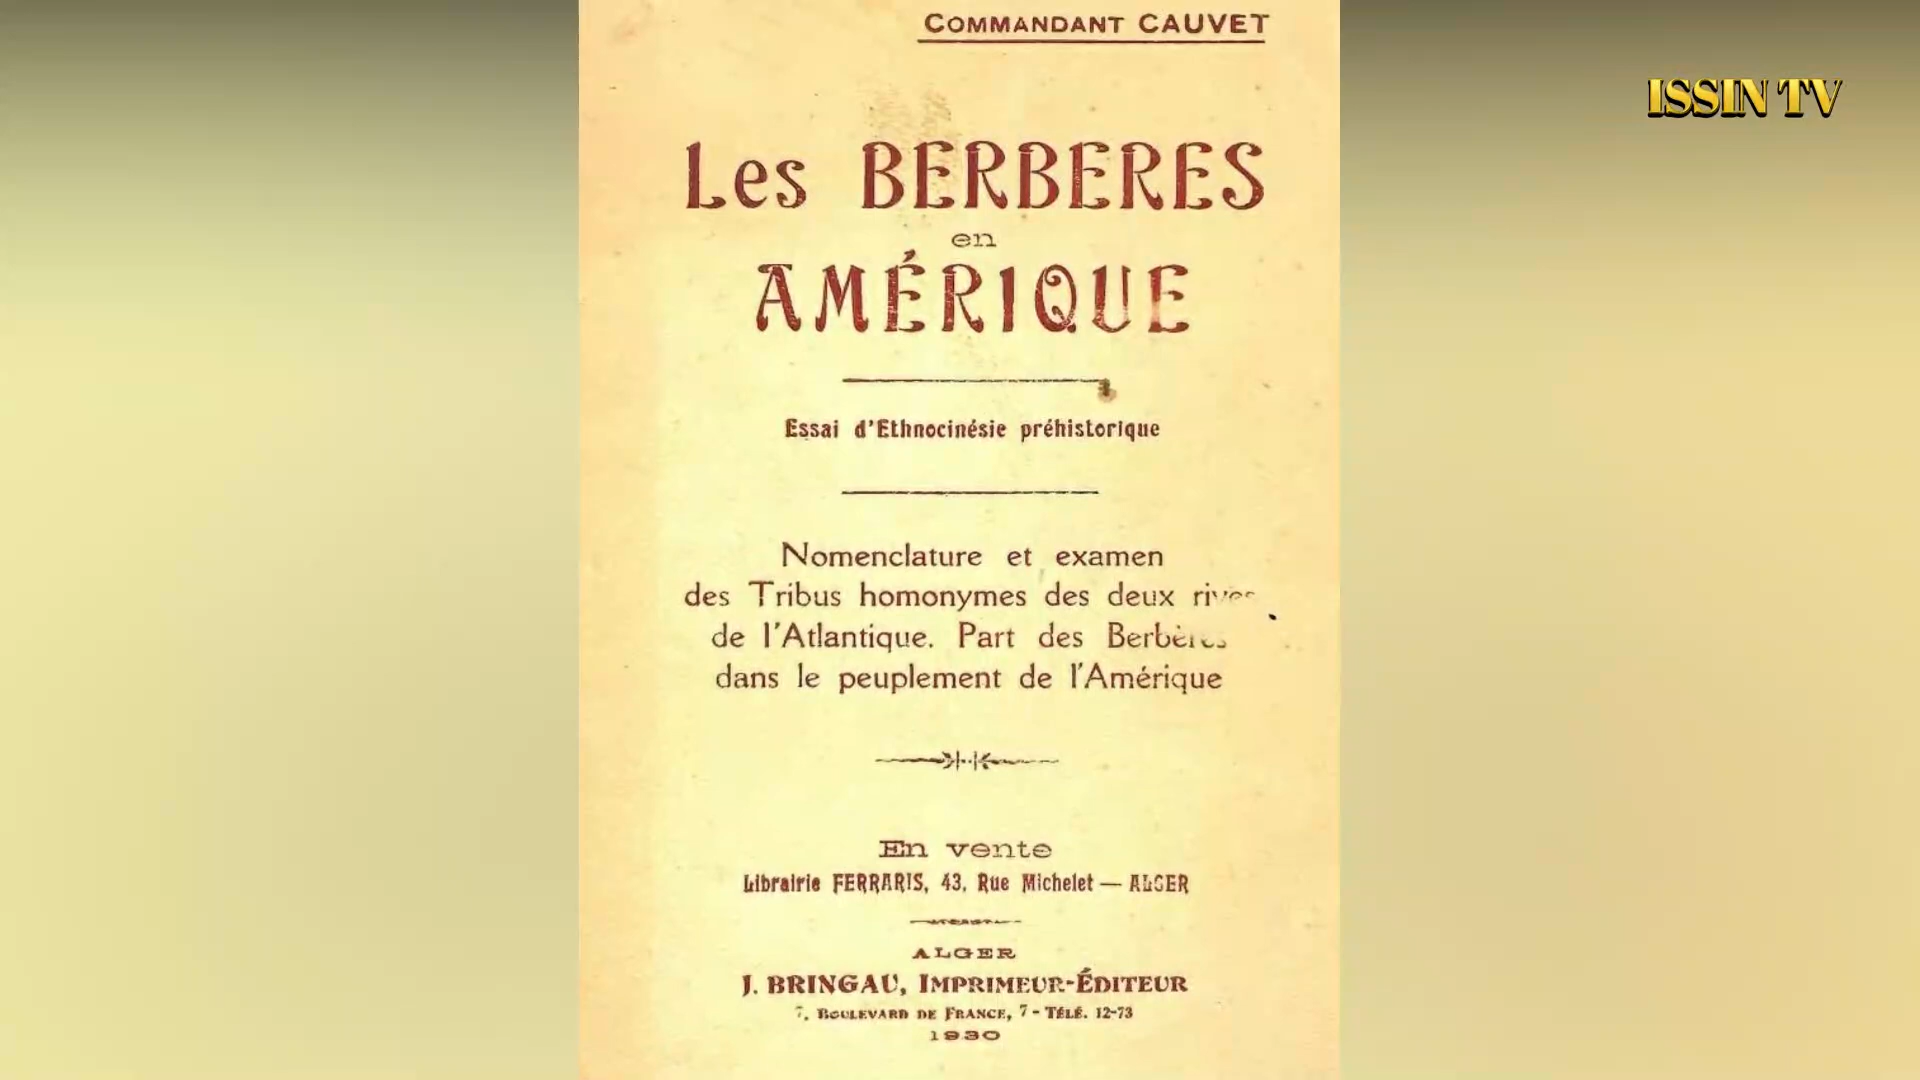 COMMANDANT CAUVET
ISSIN TV
Les BERBERES
en
AMÉRIQUE
Essai d'Ethnocinésie préhistorique
Nomenclature et examen
des Tribus homonymes des deux rives
de l'Atlantique. Part des Berbères
dans le peuplement de l'Amérique
En vente
Librairie FERRARIS, 43, Rue Michelet — ALGER
ALGER
J. BRINGAU, IMPRIMEUR-ÉDITEUR
7, BOULEVARD DE FRANCE, 7 - TÉLÉ. 12-73
1930